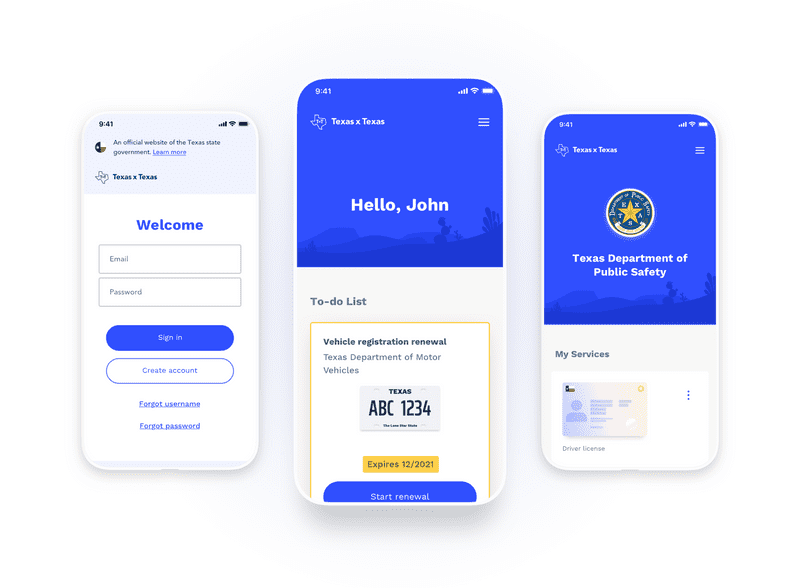 9:41
An official website of the Texas state
government. Learn more
Texas x Texas
Welcome
Email
Password
Sign in
Create account
Forgot username
Forgot password
9:41
Texas x Texas
Hello, John
To-do List
Vehicle registration renewal
Texas Department of Motor
Vehicles
TEXAS
ABC 1234
The Lone Star State
Expires 12/2021
Start renewal
9:41
Texas x Texas
TEXAS
Texas Department of
Public Safety
My Services
Driver license